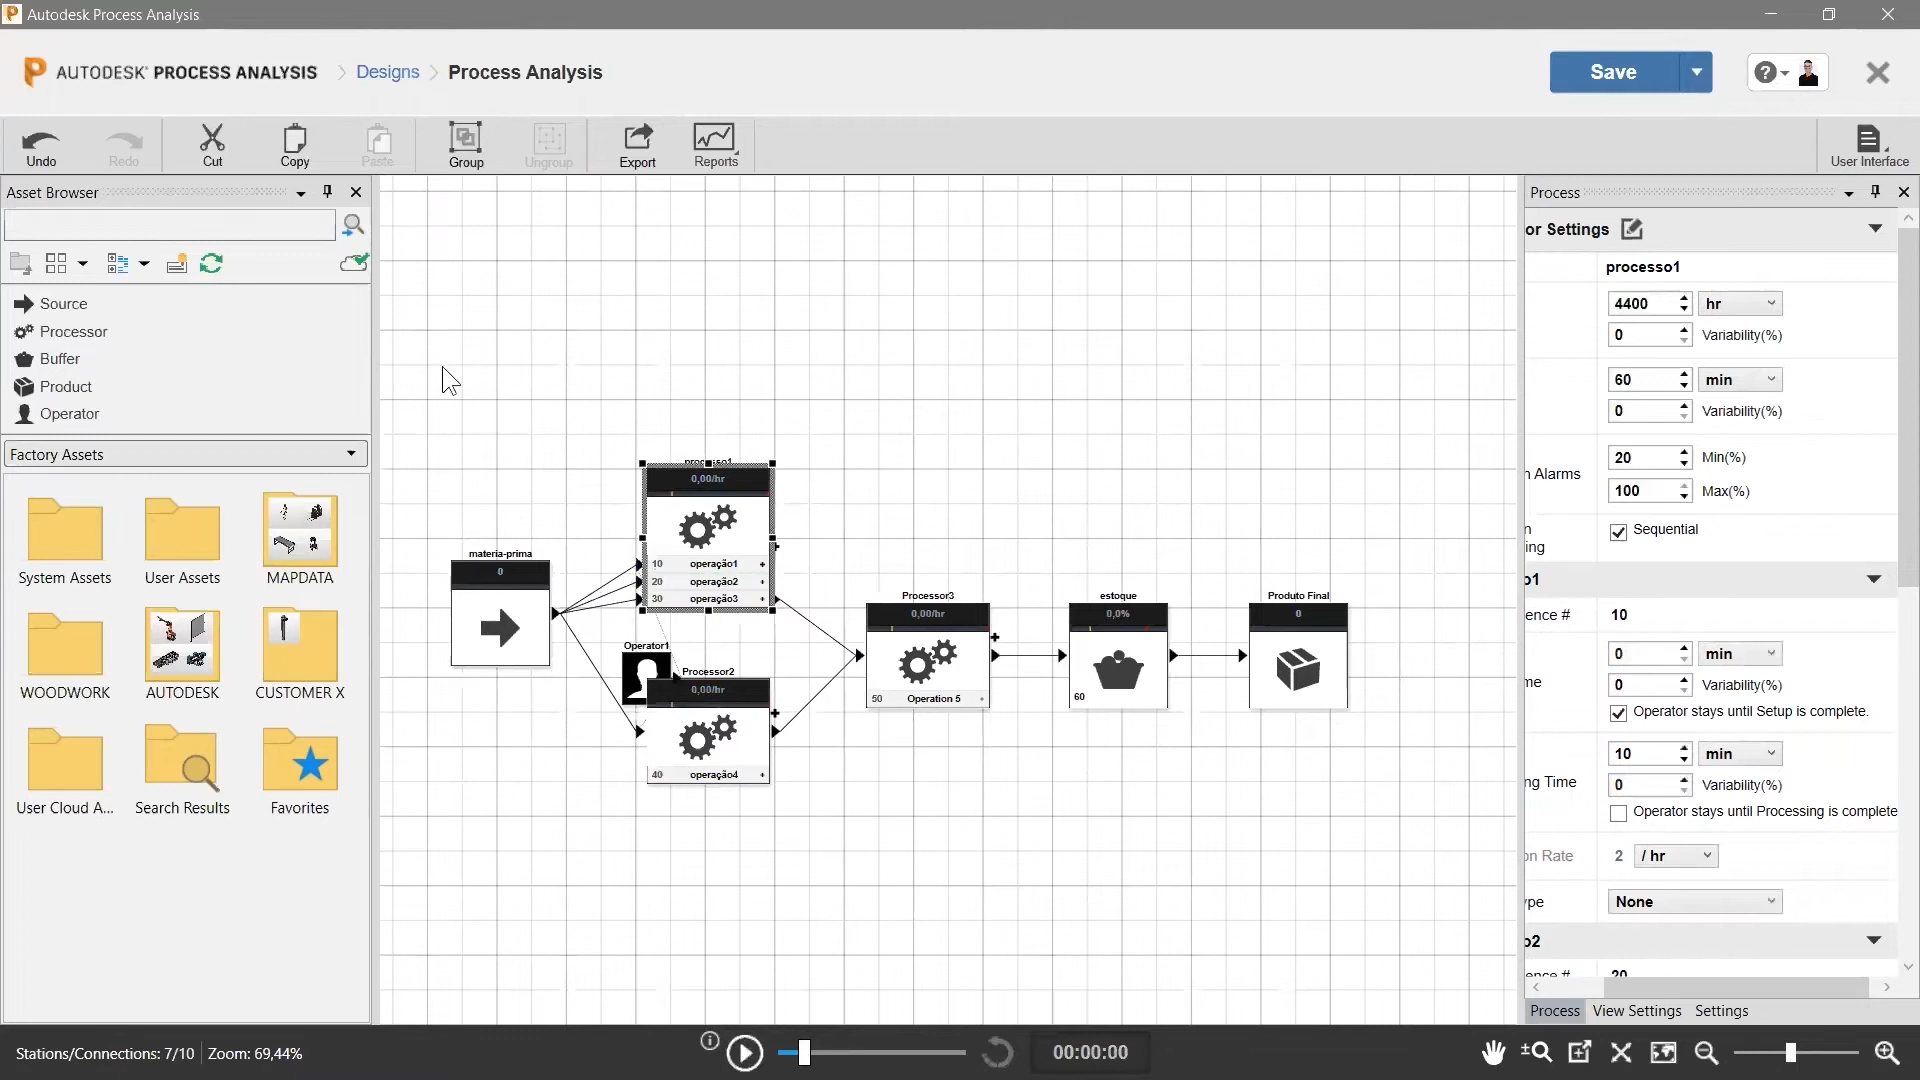 Autodesk Process Analysis
AUTODESK® PROCESS ANALYSIS > Designs > Process Analysis
Save
Undo
Redo
Cut
Copy
Paste
Group
Ungroup
Export
Reports
User Interface
Asset Browser
Source
Processor
Buffer
Product
Operator
Factory Assets
System Assets
User Assets
MAPDATA
WOODWORK
AUTODESK
CUSTOMER X
User Cloud A...
Search Results
Favorites
materia-prima
0
0,00/hr
10 operação1 +
20 operação2 +
30 operação3 +
Operator1
Processor2
0,00/hr
40 operação4 +
Processor3
0,00/hr
50 Operation 5 +
estoque
0,0%
60
Produto Final
0
Process
or Settings
processo1
4400 hr
0 Variability(%)
60 min
0 Variability(%)
n Alarms
20 Min(%)
100 Max(%)
n
ing
Sequential
o1
ence # 10
0 min
me
0 Variability(%)
Operator stays until Setup is complete.
10 min
ng Time
0 Variability(%)
Operator stays until Processing is complete
on Rate 2 / hr
ype None
o2
ence # 20
Process View Settings Settings
Stations/Connections: 7/10 Zoom: 69,44%
00:00:00